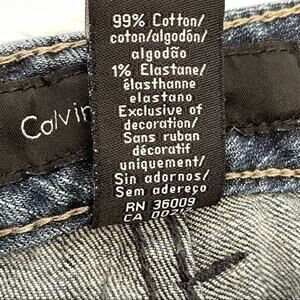 99% Cotton/
coton/algodón/
algodão
1% Elastane/
élasthanne
elastano
Exclusive of
decoration/
Sans ruban
décoratif
uniquement/
Sin adornos/
Sem adereço
RN 36009
CA
Calvin